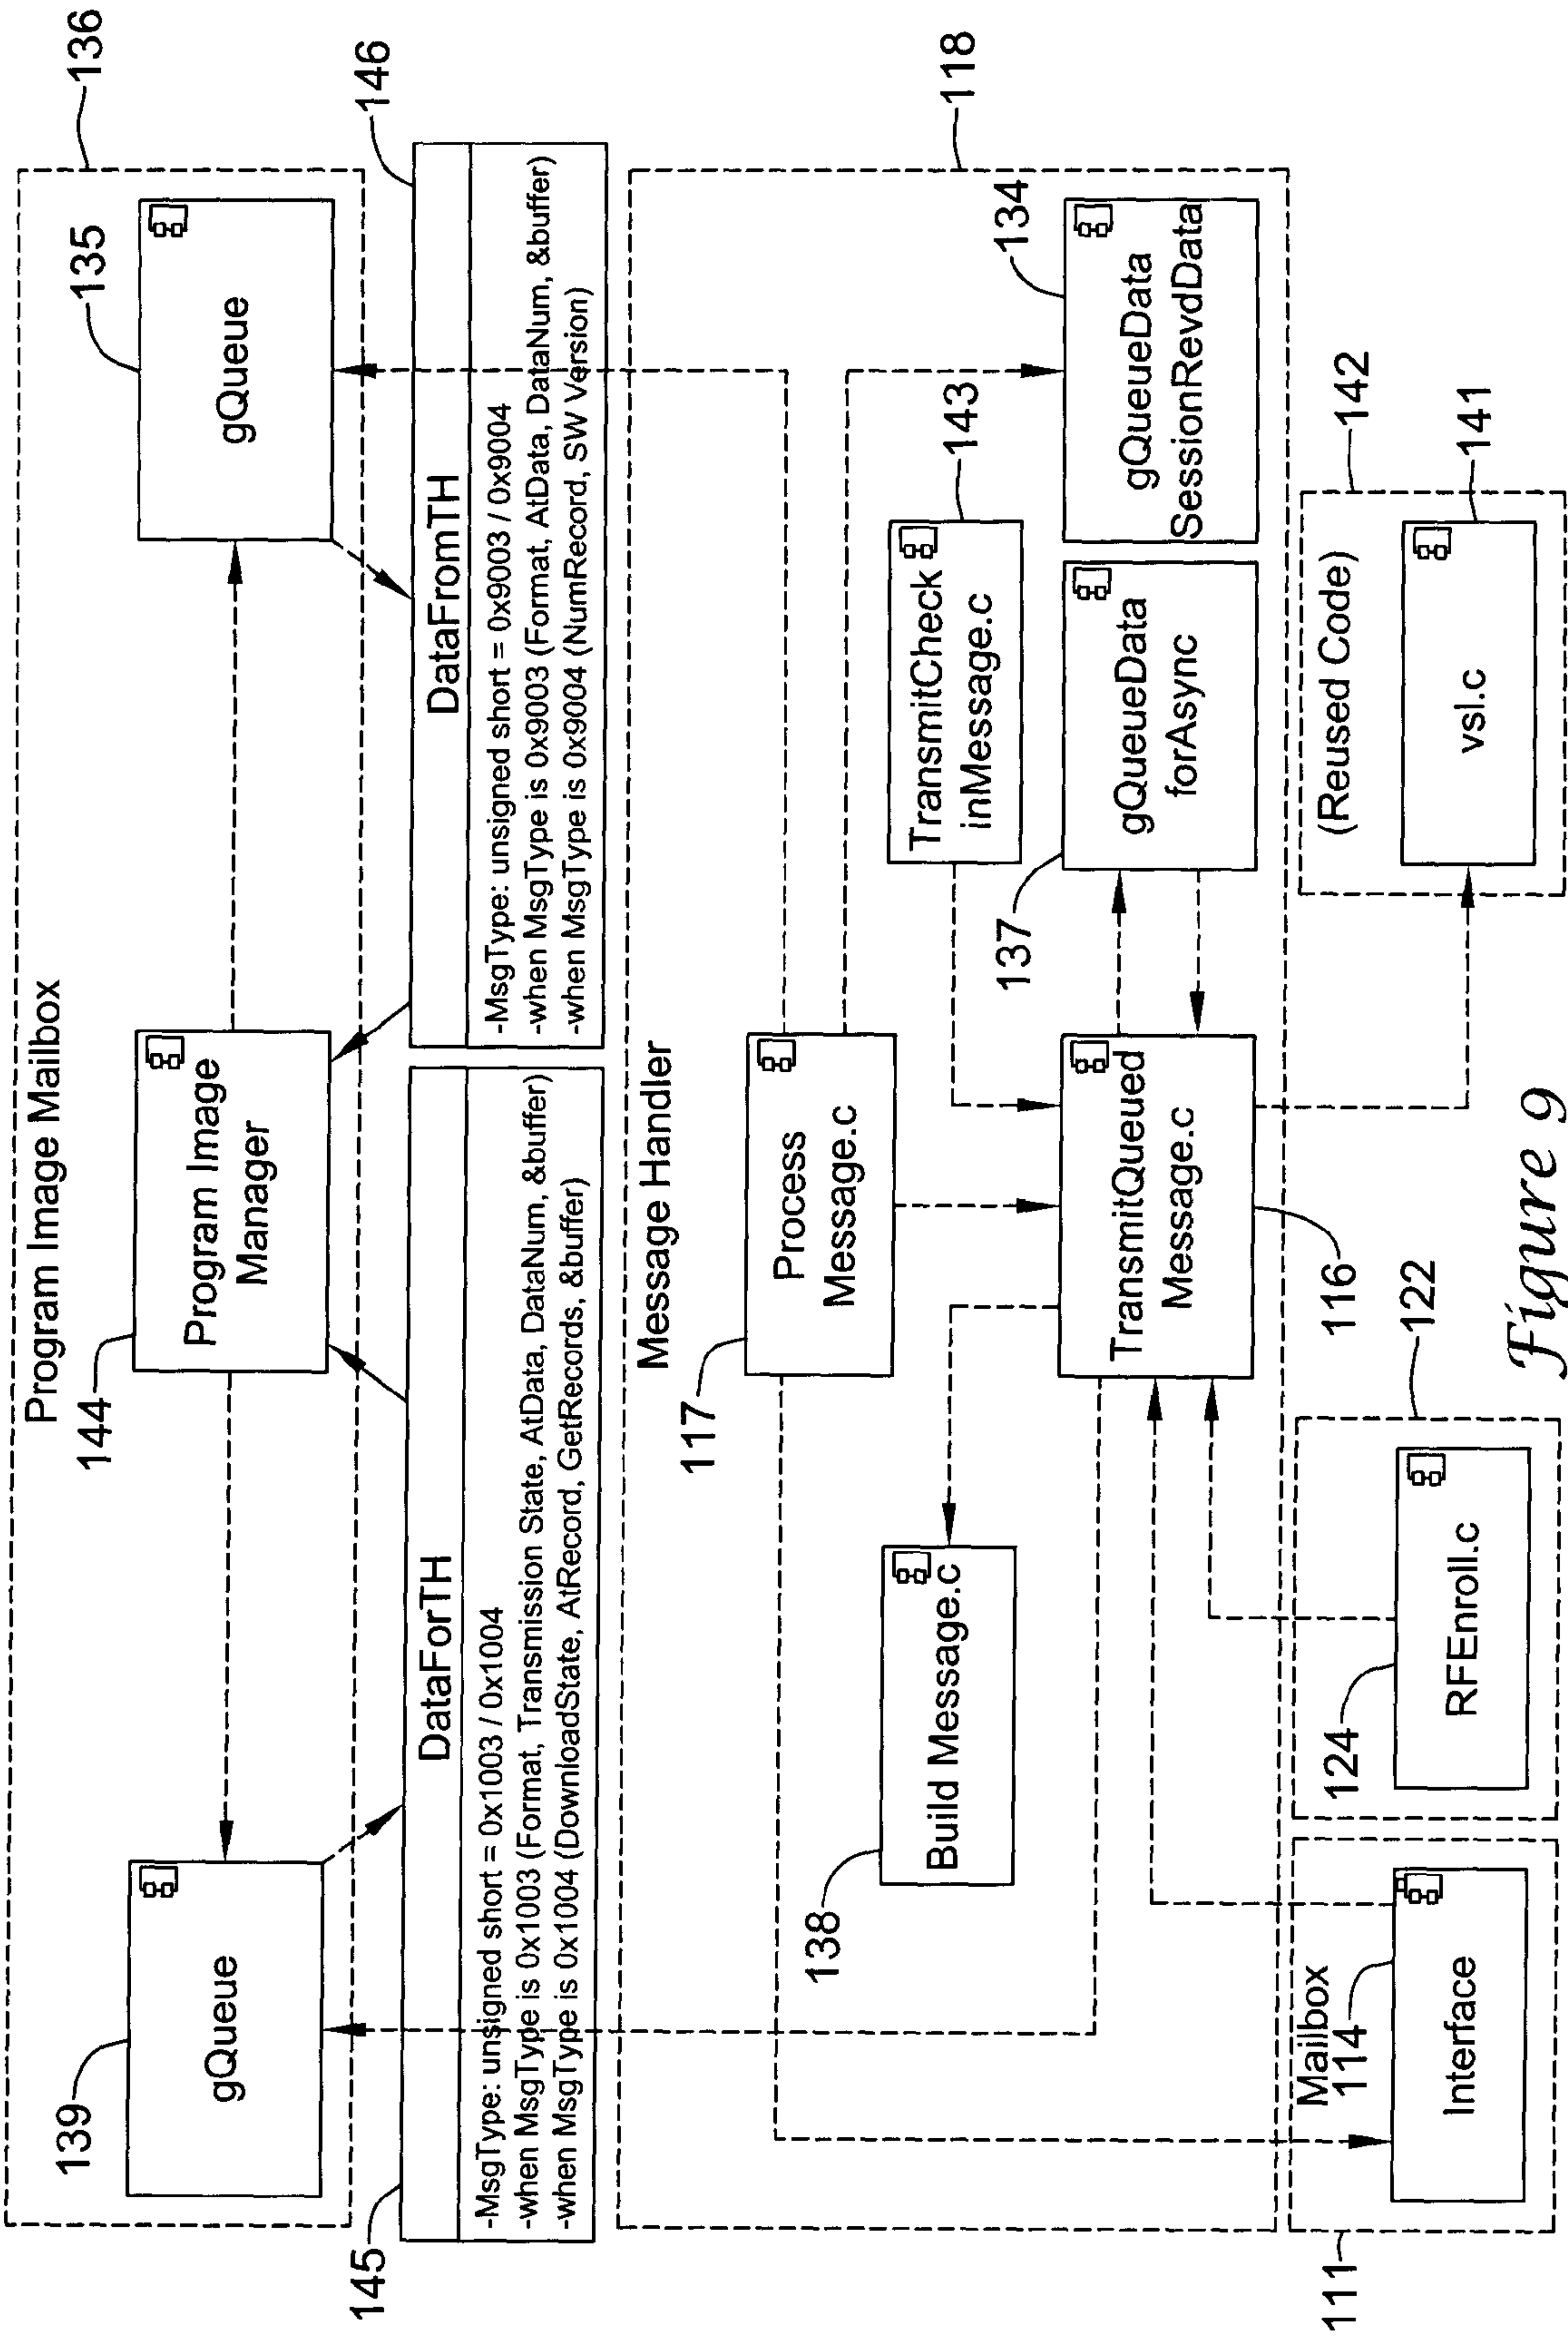 Program Image Mailbox
136
139
gQueue
144
Program Image
Manager
135
gQueue
145
DataForTH
-MsgType: unsigned short = 0x1003 / 0x1004
-when MsgType is 0x1003 (Format, Transmission State, AtData, DataNum, &buffer)
-when MsgType is 0x1004 (DownloadState, AtRecord, GetRecords, &buffer)
146
DataFromTH
-MsgType: unsigned short = 0x9003 / 0x9004
-when MsgType is 0x9003 (Format, AtData, DataNum, &buffer)
-when MsgType is 0x9004 (NumRecord, SW Version)
Message Handler
118
117
Process
Message.c
138
Build Message.c
143
TransmitCheck
inMessage.c
TransmitQueued
Message.c
116
137
gQueueData
forAsync
134
gQueueData
SessionRevdData
111
Mailbox
114
Interface
122
124
RFEnroll.c
142
(Reused Code)
141
vsl.c
Figure 9